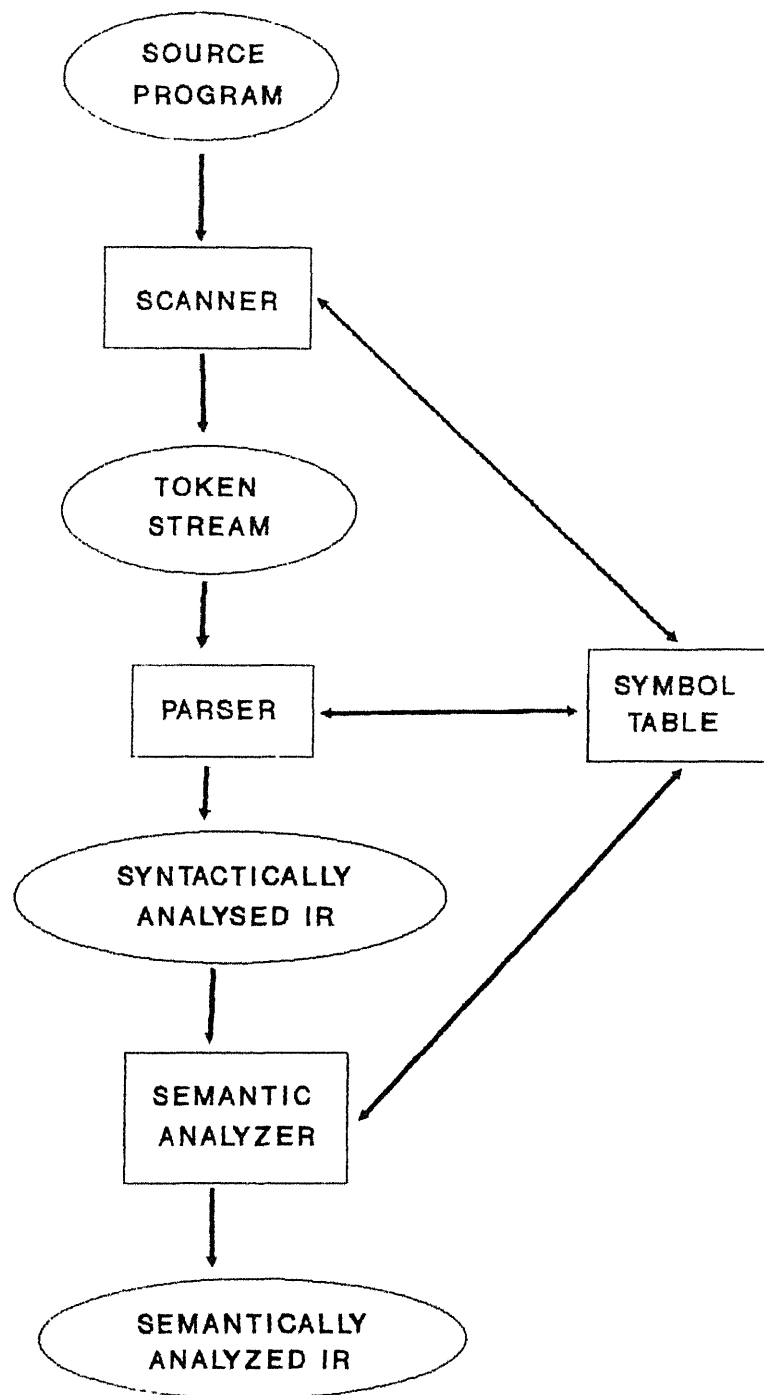 SOURCE
PROGRAM
SCANNER
TOKEN
STREAM
PARSER
SYMBOL
TABLE
SYNTACTICALLY
ANALYSED IR
SEMANTIC
ANALYZER
SEMANTICALLY
ANALYZED IR